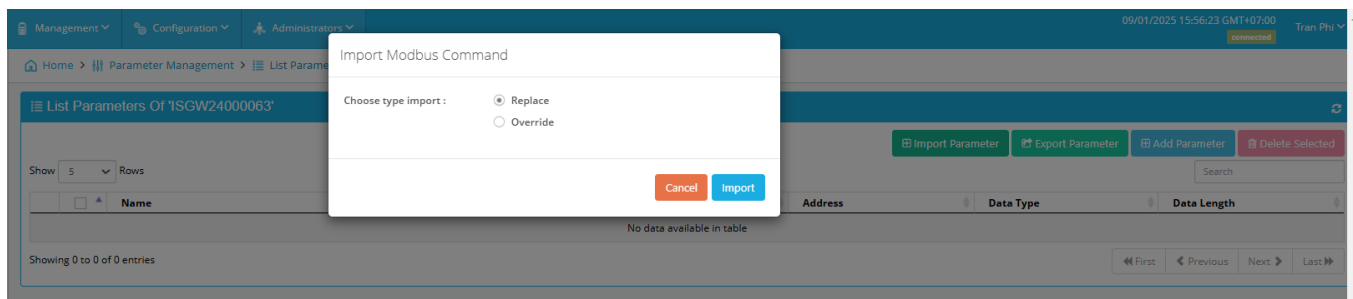 Management Configuration Administrators 09/01/2025 15:56:23 GMT+07:00 Tran Phi
connected
Home > Parameter Management > List Parame
Import Modbus Command
Choose type import : Replace
Override
Cancel Import
List Parameters Of 'ISGW24000063'
Import Parameter Export Parameter Add Parameter Delete Selected
Show 5 Rows Search
Name Address Data Type Data Length
No data available in table
Showing 0 to 0 of 0 entries First Previous Next Last